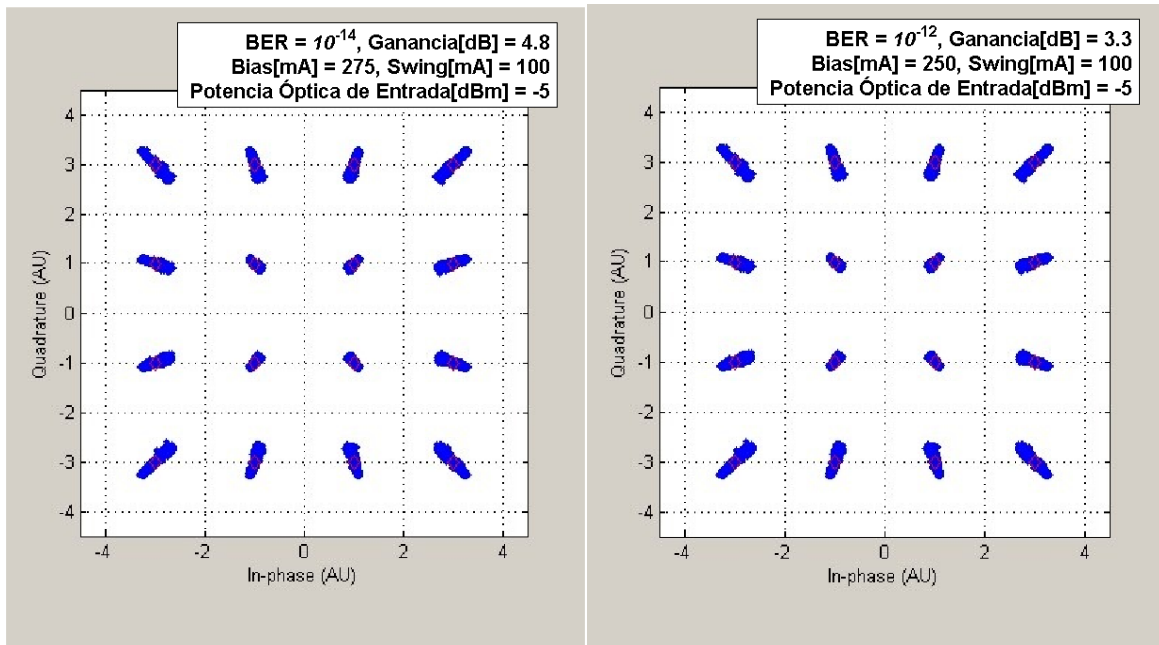 BER = 10^-14, Ganancia[dB] = 4.8
Bias[mA] = 275, Swing[mA] = 100
Potencia Óptica de Entrada[dBm] = -5
4
3
2
1
0
-1
-2
-3
-4
Quadrature (AU)
-4
-2
0
2
4
In-phase (AU)
BER = 10^-12, Ganancia[dB] = 3.3
Bias[mA] = 250, Swing[mA] = 100
Potencia Óptica de Entrada[dBm] = -5
4
3
2
1
0
-1
-2
-3
-4
Quadrature (AU)
-4
-2
0
2
4
In-phase (AU)